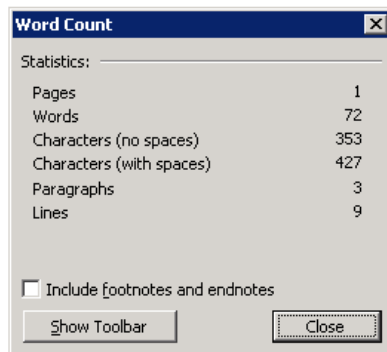 Word Count
Statistics:
Pages 1
Words 72
Characters (no spaces) 353
Characters (with spaces) 427
Paragraphs 3
Lines 9
Include footnotes and endnotes
Show Toolbar Close